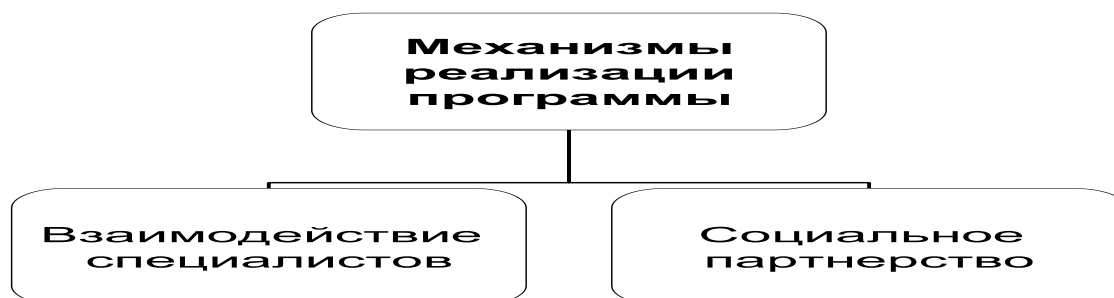 Механизмы
реализации
программы
Взаимодействие
специалистов
Социальное
партнерство